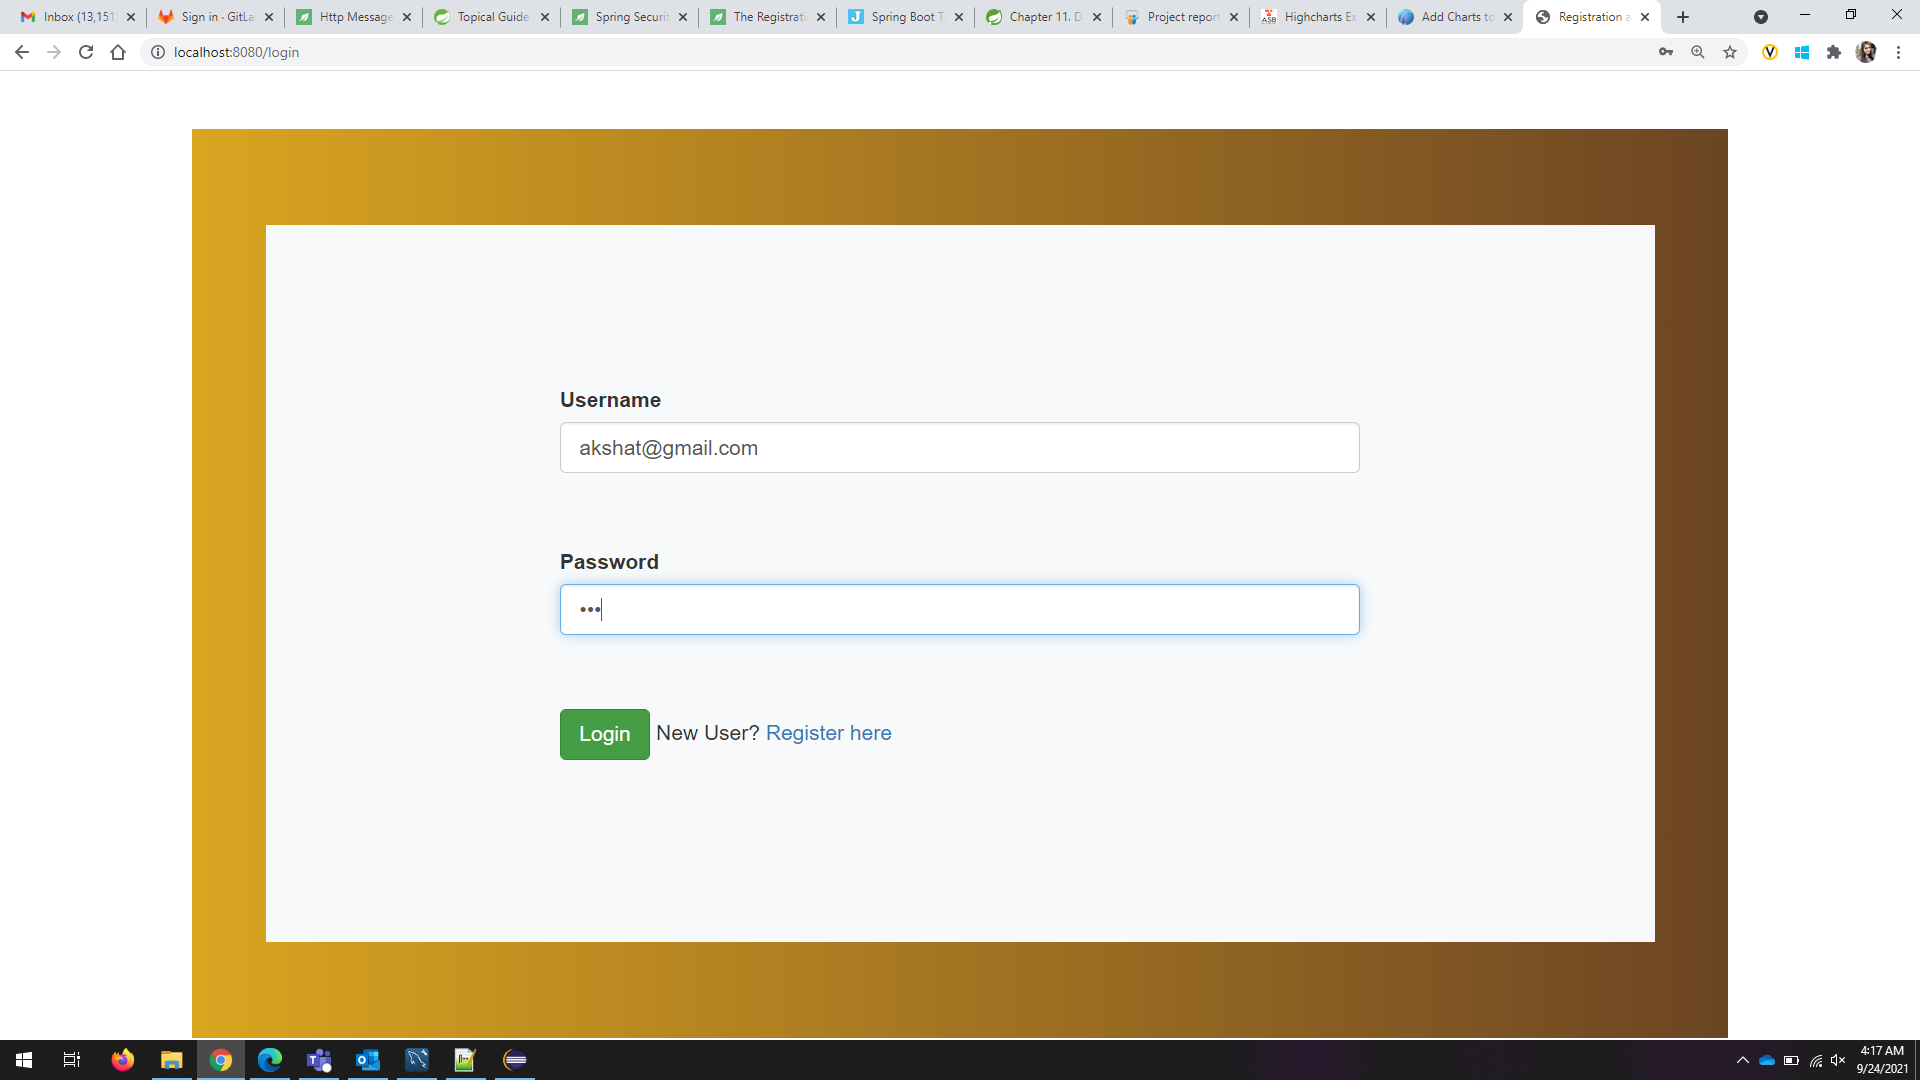 Inbox (13,151
Sign in · GitLa
Http Message
Topical Guide
Spring Securit
The Registrati
Spring Boot T
Chapter 11. D
Project report
Highcharts Ex
Add Charts to
Registration a
localhost:8080/login
Username
akshat@gmail.com
Password
Login New User? Register here
4:17 AM
9/24/2021